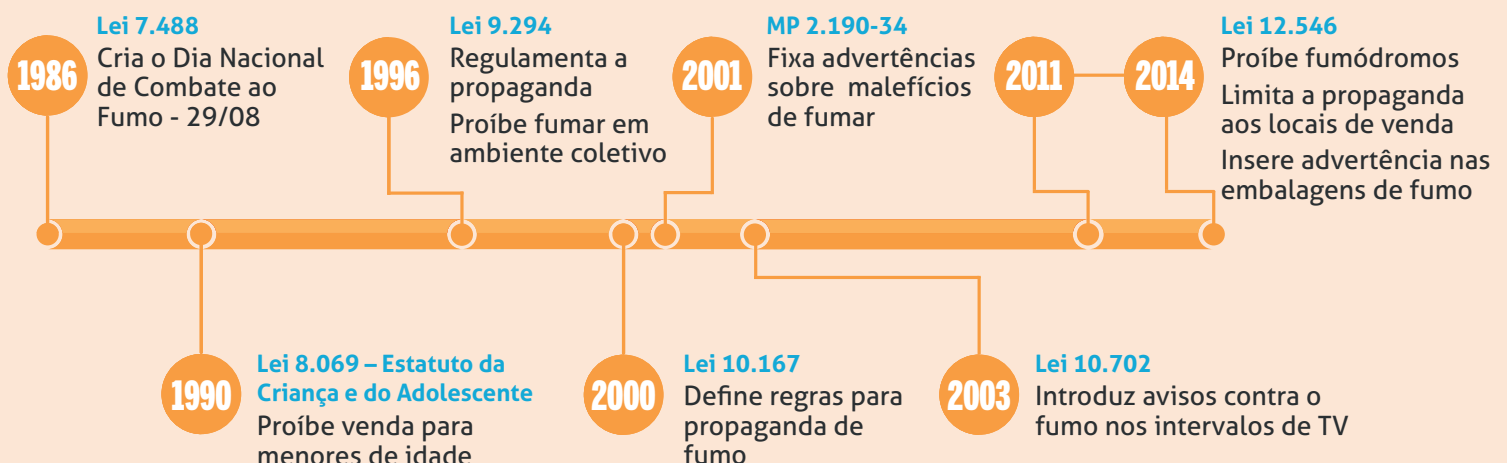 1986
Lei 7.488
Cria o Dia Nacional
de Combate ao
Fumo - 29/08
1996
Lei 9.294
Regulamenta a
propaganda
Proíbe fumar em
ambiente coletivo
2001
MP 2.190-34
Fixa advertências
sobre malefícios
de fumar
2011
2014
Lei 12.546
Proíbe fumódromos
Limita a propaganda
aos locais de venda
Insere advertência nas
embalagens de fumo
1990
Lei 8.069 – Estatuto da
Criança e do Adolescente
Proíbe venda para
menores de idade
2000
Lei 10.167
Define regras para
propaganda de
fumo
2003
Lei 10.702
Introduz avisos contra o
fumo nos intervalos de TV